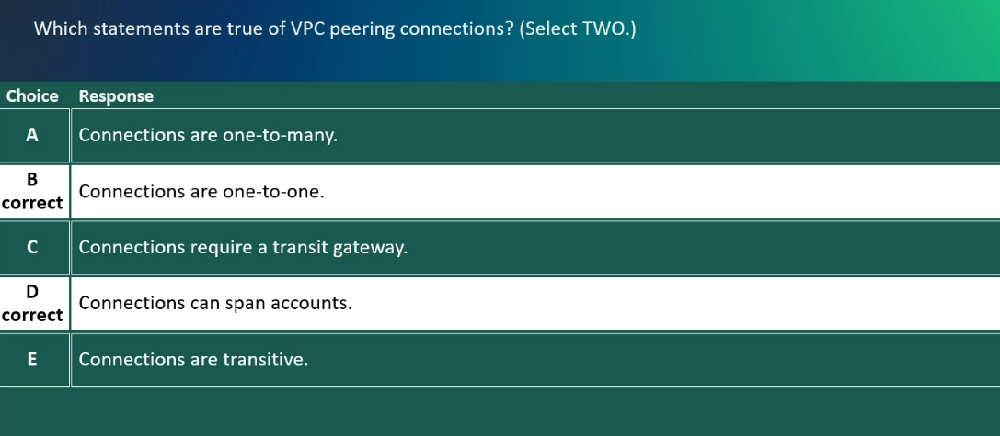 Which statements are true of VPC peering connections? (Select TWO.)
Choice Response
A Connections are one-to-many.
B
correct Connections are one-to-one.
C Connections require a transit gateway.
D
correct Connections can span accounts.
E Connections are transitive.